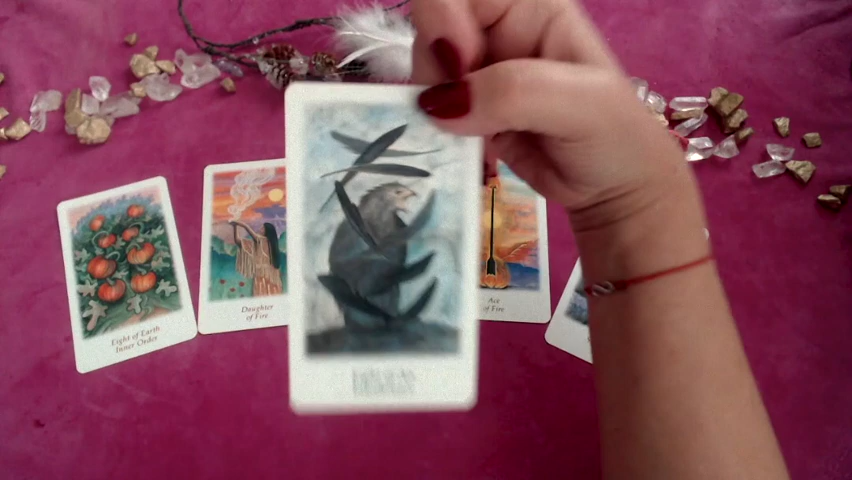 Eight of Earth
Inner Order
Daughter
of Fire
Ace
of Fire